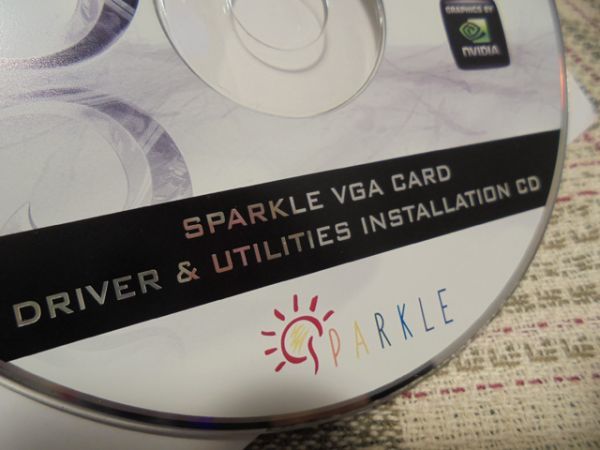 GRAPHICS BY
NVIDIA
SPARKLE VGA CARD
DRIVER & UTILITIES INSTALLATION CD
SPARKLE